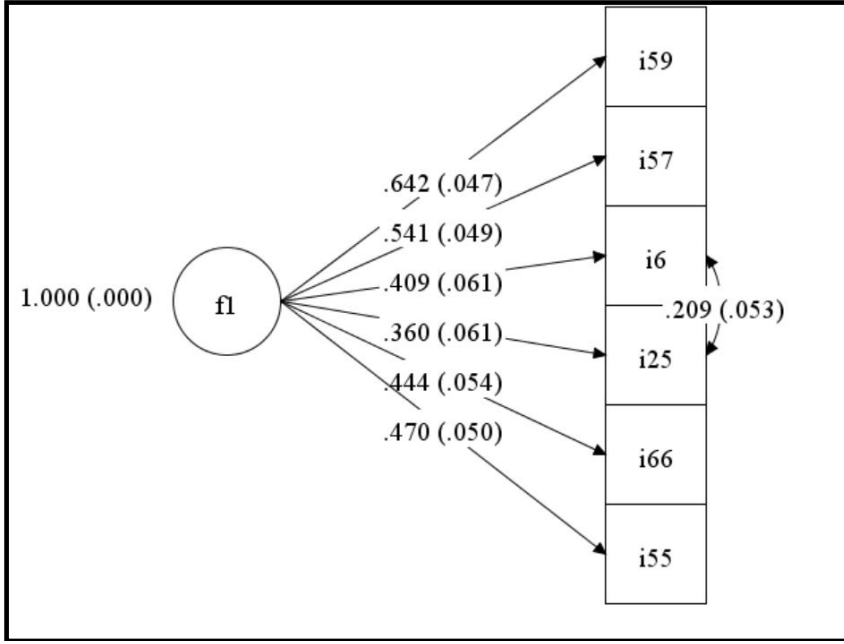 i59
i57
.642 (.047)
.541 (.049)
i6
.409 (.061)
1.000 (.000)
f1
.209 (.053)
.360 (.061)
i25
.444 (.054)
.470 (.050)
i66
i55